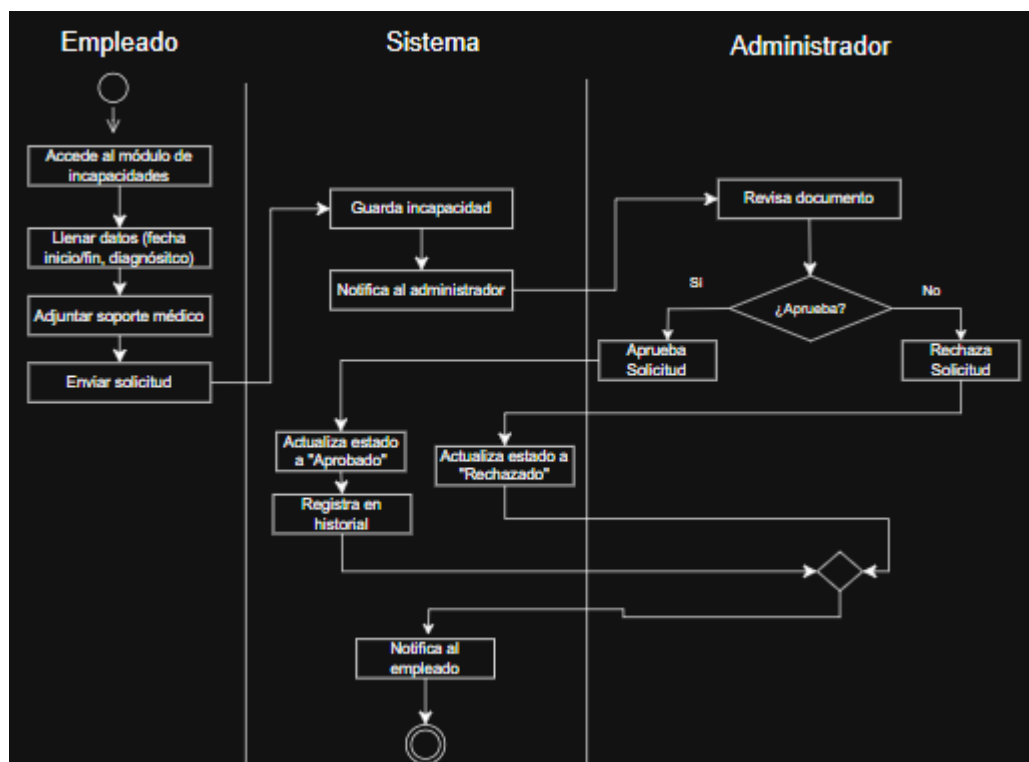 Empleado
Sistema
Administrador
Accede al módulo de
incapacidades
Llenar datos (fecha
inicio/fin, diagnósitco)
Adjuntar soporte médico
Enviar solicitud
Guarda incapacidad
Notifica al administrador
Revisa documento
Sí
¿Aprueba?
No
Aprueba
Solicitud
Rechaza
Solicitud
Actualiza estado
a "Aprobado"
Actualiza estado a
"Rechazado"
Registra en
historial
Notifica al
empleado